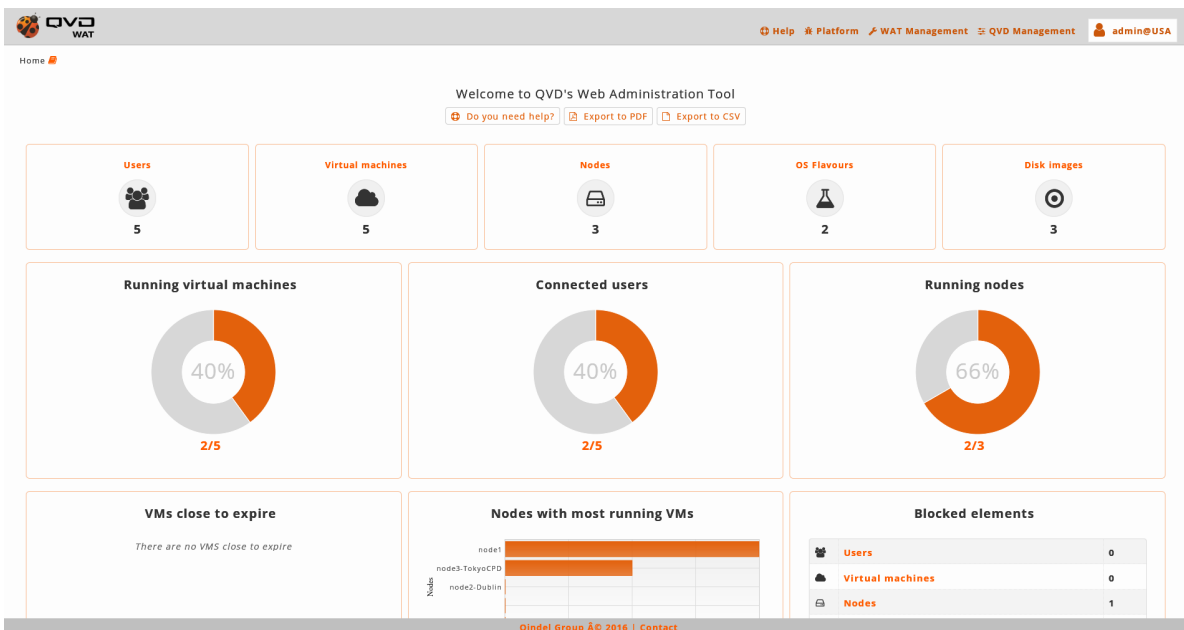 QVD
WAT
Help Platform WAT Management QVD Management admin@USA
Home
Welcome to QVD's Web Administration Tool
Do you need help? Export to PDF Export to CSV
Users Virtual machines Nodes OS Flavours Disk images
5 5 3 2 3
Running virtual machines Connected users Running nodes
40% 40% 66%
2/5 2/5 2/3
VMs close to expire
There are no VMS close to expire
Nodes with most running VMs
node1
node3-TokyoCPD
node2-Dublin
Nodes
Blocked elements
Users 0
Virtual machines 0
Nodes 1
Qindel Group Â© 2016 | Contact